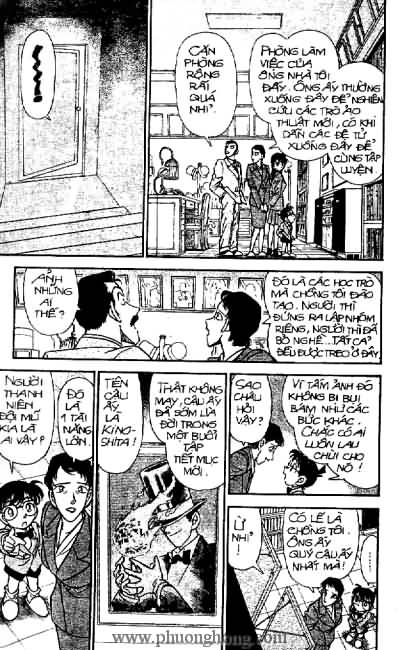 CĂN
PHÒNG
RỘNG
RÃI
QUÁ
NHỈ.
PHÒNG LÀM
VIỆC CỦA
ÔNG NHÀ TÔI
ĐẤY. ÔNG ẤY THƯỜNG
XUỐNG ĐÂY ĐỂ NGHIÊN
CỨU CÁC TRÒ ẢO
THUẬT MỚI, CÓ KHI
DẪN CÁC ĐỆ TỬ
XUỐNG ĐÂY ĐỂ
CÙNG TẬP
LUYỆN.
ẢNH
NHỮNG
AI
THẾ?
ĐÓ LÀ CÁC HỌC TRÒ
MÀ CHỒNG TÔI ĐÀO
TẠO. NGƯỜI THÌ
ĐỨNG RA LẬP NHÓM
RIÊNG, NGƯỜI THÌ ĐÃ
BỎ NGHỀ...TẤT CẢ
ĐỀU ĐƯỢC TREO Ở ĐÂY.
NGƯỜI
THANH
NIÊN
ĐỘI MŨ
KIA LÀ
AI VẬY?
ĐÓ
LÀ
1 TÀI
NĂNG
LỚN.
TÊN
CẬU
ẤY
LÀ
KINO-
SHITA!
THẬT KHÔNG
MAY, CẬU ẤY
ĐÃ SỚM LÌA
ĐỜI TRONG
MỘT BUỔI
TẬP
TIẾT MỤC
MỚI.
SAO
CHÁU
HỎI
VẬY?
VÌ TẤM ẢNH ĐÓ
KHÔNG BỊ BỤI
BÁM NHƯ CÁC
BỨC KHÁC.
CHẮC CÓ AI
LUÔN LAU
CHÙI CHO
NÓ!
Ừ
NHỈ!
CÓ LẼ LÀ
CHỒNG TÔI.
ÔNG ẤY
QUÝ CẬU ẤY
NHẤT MÀ!
......
www.phuonghong.com